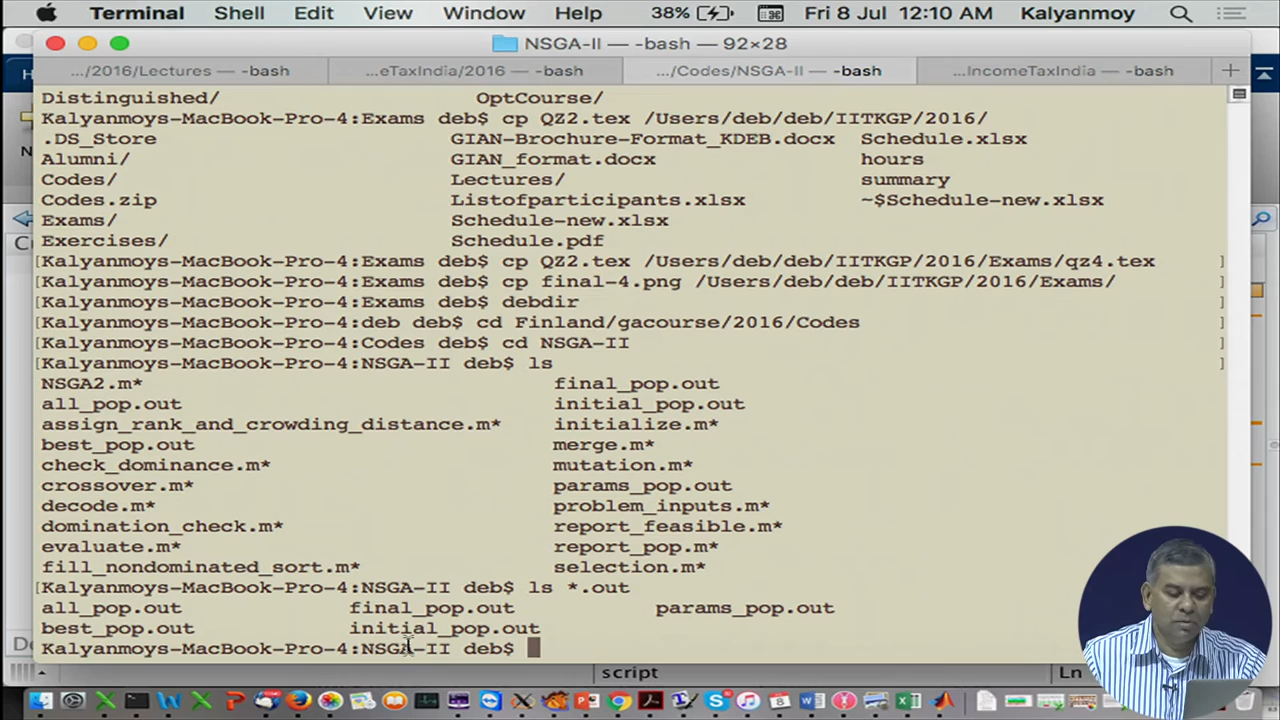 Terminal Shell Edit View Window Help 38% Fri 8 Jul 12:10 AM Kalyanmoy
NSGA-II — -bash — 92×28
.../2016/Lectures — -bash ...eTaxIndia/2016 — -bash .../Codes/NSGA-II — -bash ...IncomeTaxIndia — -bash
Distinguished/ OptCourse/
Kalyanmoys-MacBook-Pro-4:Exams deb$ cp QZ2.tex /Users/deb/deb/IITKGP/2016/
.DS_Store GIAN-Brochure-Format_KDEB.docx Schedule.xlsx
Alumni/ GIAN_format.docx hours
Codes/ Lectures/ summary
Codes.zip Listofparticipants.xlsx ~$Schedule-new.xlsx
Exams/ Schedule-new.xlsx
Exercises/ Schedule.pdf
[Kalyanmoys-MacBook-Pro-4:Exams deb$ cp QZ2.tex /Users/deb/deb/IITKGP/2016/Exams/qz4.tex ]
[Kalyanmoys-MacBook-Pro-4:Exams deb$ cp final-4.png /Users/deb/deb/IITKGP/2016/Exams/ ]
[Kalyanmoys-MacBook-Pro-4:Exams deb$ debdir ]
[Kalyanmoys-MacBook-Pro-4:deb deb$ cd Finland/gacourse/2016/Codes ]
[Kalyanmoys-MacBook-Pro-4:Codes deb$ cd NSGA-II ]
[Kalyanmoys-MacBook-Pro-4:NSGA-II deb$ ls ]
NSGA2.m* final_pop.out
all_pop.out initial_pop.out
assign_rank_and_crowding_distance.m* initialize.m*
best_pop.out merge.m*
check_dominance.m* mutation.m*
crossover.m* params_pop.out
decode.m* problem_inputs.m*
domination_check.m* report_feasible.m*
evaluate.m* report_pop.m*
fill_nondominated_sort.m* selection.m*
[Kalyanmoys-MacBook-Pro-4:NSGA-II deb$ ls *.out
all_pop.out final_pop.out params_pop.out
best_pop.out initial_pop.out
Kalyanmoys-MacBook-Pro-4:NSGA-II deb$
script Ln